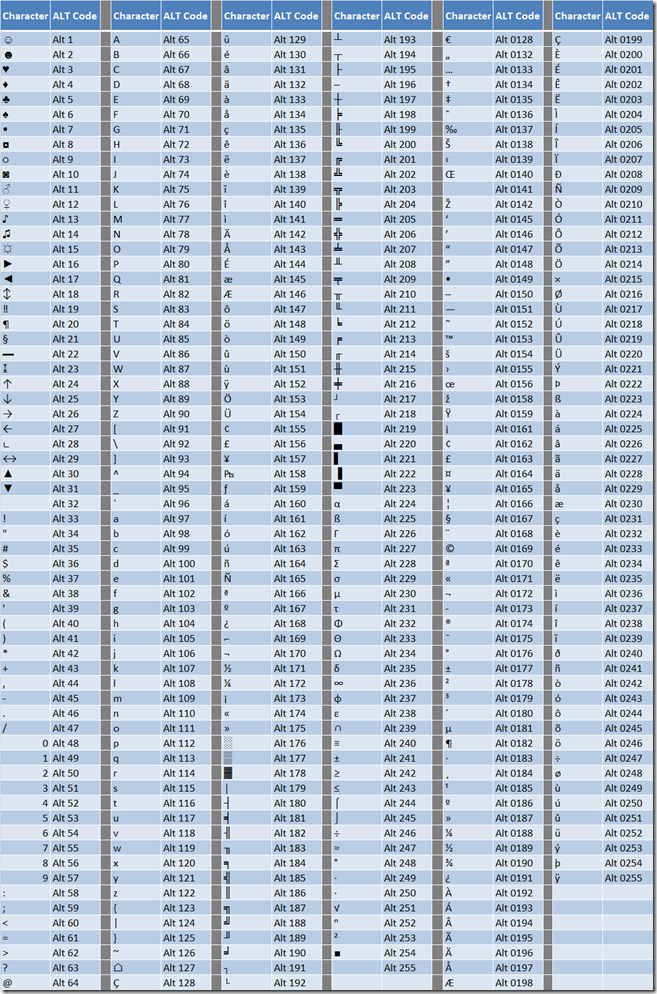 Character ALT Code Character ALT Code Character ALT Code Character ALT Code Character ALT Code Character ALT Code
☺ Alt 1 A Alt 65 ü Alt 129 ┴ Alt 193 € Alt 0128 Ç Alt 0199
☻ Alt 2 B Alt 66 é Alt 130 ┬ Alt 194 „ Alt 0132 È Alt 0200
♥ Alt 3 C Alt 67 â Alt 131 ├ Alt 195 … Alt 0133 É Alt 0201
♦ Alt 4 D Alt 68 ä Alt 132 ─ Alt 196 † Alt 0134 Ê Alt 0202
♣ Alt 5 E Alt 69 à Alt 133 ┼ Alt 197 ‡ Alt 0135 Ë Alt 0203
♠ Alt 6 F Alt 70 å Alt 134 ╞ Alt 198 ˆ Alt 0136 Ì Alt 0204
• Alt 7 G Alt 71 ç Alt 135 ╟ Alt 199 ‰ Alt 0137 Í Alt 0205
◘ Alt 8 H Alt 72 ê Alt 136 ╚ Alt 200 Š Alt 0138 Î Alt 0206
○ Alt 9 I Alt 73 ë Alt 137 ╔ Alt 201 ‹ Alt 0139 Ï Alt 0207
◙ Alt 10 J Alt 74 è Alt 138 ╩ Alt 202 Œ Alt 0140 Ð Alt 0208
♂ Alt 11 K Alt 75 ï Alt 139 ╦ Alt 203 Alt 0141 Ñ Alt 0209
♀ Alt 12 L Alt 76 î Alt 140 ╠ Alt 204 Ž Alt 0142 Ò Alt 0210
♪ Alt 13 M Alt 77 ì Alt 141 ═ Alt 205 ‘ Alt 0145 Ó Alt 0211
♫ Alt 14 N Alt 78 Ä Alt 142 ╬ Alt 206 ’ Alt 0146 Ô Alt 0212
☼ Alt 15 O Alt 79 Å Alt 143 ╧ Alt 207 “ Alt 0147 Õ Alt 0213
► Alt 16 P Alt 80 É Alt 144 ╨ Alt 208 ” Alt 0148 Ö Alt 0214
◄ Alt 17 Q Alt 81 æ Alt 145 ╤ Alt 209 • Alt 0149 × Alt 0215
↕ Alt 18 R Alt 82 Æ Alt 146 ╥ Alt 210 – Alt 0150 Ø Alt 0216
‼ Alt 19 S Alt 83 ô Alt 147 ╙ Alt 211 — Alt 0151 Ù Alt 0217
¶ Alt 20 T Alt 84 ö Alt 148 ╘ Alt 212 ˜ Alt 0152 Ú Alt 0218
§ Alt 21 U Alt 85 ò Alt 149 ╒ Alt 213 ™ Alt 0153 Û Alt 0219
▬ Alt 22 V Alt 86 û Alt 150 ╓ Alt 214 š Alt 0154 Ü Alt 0220
↨ Alt 23 W Alt 87 ù Alt 151 ╫ Alt 215 › Alt 0155 Ý Alt 0221
↑ Alt 24 X Alt 88 ÿ Alt 152 ╪ Alt 216 œ Alt 0156 Þ Alt 0222
↓ Alt 25 Y Alt 89 Ö Alt 153 ┘ Alt 217 ž Alt 0158 ß Alt 0223
→ Alt 26 Z Alt 90 Ü Alt 154 ┌ Alt 218 Ÿ Alt 0159 à Alt 0224
← Alt 27 [ Alt 91 ¢ Alt 155 █ Alt 219 ¡ Alt 0161 á Alt 0225
∟ Alt 28 \ Alt 92 £ Alt 156 ▄ Alt 220 ¢ Alt 0162 â Alt 0226
↔ Alt 29 ] Alt 93 ¥ Alt 157 ▌ Alt 221 £ Alt 0163 ã Alt 0227
▲ Alt 30 ^ Alt 94 ₧ Alt 158 ▐ Alt 222 ¤ Alt 0164 ä Alt 0228
▼ Alt 31 _ Alt 95 ƒ Alt 159 ▀ Alt 223 ¥ Alt 0165 å Alt 0229
Alt 32 ` Alt 96 á Alt 160 α Alt 224 ¦ Alt 0166 æ Alt 0230
! Alt 33 a Alt 97 í Alt 161 ß Alt 225 § Alt 0167 ç Alt 0231
" Alt 34 b Alt 98 ó Alt 162 Γ Alt 226 ¨ Alt 0168 è Alt 0232
# Alt 35 c Alt 99 ú Alt 163 π Alt 227 © Alt 0169 é Alt 0233
$ Alt 36 d Alt 100 ñ Alt 164 Σ Alt 228 ª Alt 0170 ê Alt 0234
% Alt 37 e Alt 101 Ñ Alt 165 σ Alt 229 « Alt 0171 ë Alt 0235
& Alt 38 f Alt 102 ª Alt 166 µ Alt 230 ¬ Alt 0172 ì Alt 0236
' Alt 39 g Alt 103 º Alt 167 τ Alt 231 - Alt 0173 í Alt 0237
( Alt 40 h Alt 104 ¿ Alt 168 Φ Alt 232 ® Alt 0174 î Alt 0238
) Alt 41 i Alt 105 ⌐ Alt 169 Θ Alt 233 ¯ Alt 0175 ï Alt 0239
* Alt 42 j Alt 106 ¬ Alt 170 Ω Alt 234 ° Alt 0176 ð Alt 0240
+ Alt 43 k Alt 107 ½ Alt 171 δ Alt 235 ± Alt 0177 ñ Alt 0241
, Alt 44 l Alt 108 ¼ Alt 172 ∞ Alt 236 ² Alt 0178 ò Alt 0242
- Alt 45 m Alt 109 ¡ Alt 173 φ Alt 237 ³ Alt 0179 ó Alt 0243
. Alt 46 n Alt 110 « Alt 174 ε Alt 238 ´ Alt 0180 ô Alt 0244
/ Alt 47 o Alt 111 » Alt 175 ∩ Alt 239 µ Alt 0181 õ Alt 0245
0 Alt 48 p Alt 112 ░ Alt 176 ≡ Alt 240 ¶ Alt 0182 ö Alt 0246
1 Alt 49 q Alt 113 ▒ Alt 177 ± Alt 241 · Alt 0183 ÷ Alt 0247
2 Alt 50 r Alt 114 ▓ Alt 178 ≥ Alt 242 ¸ Alt 0184 ø Alt 0248
3 Alt 51 s Alt 115 │ Alt 179 ≤ Alt 243 ¹ Alt 0185 ù Alt 0249
4 Alt 52 t Alt 116 ┤ Alt 180 ⌠ Alt 244 º Alt 0186 ú Alt 0250
5 Alt 53 u Alt 117 ╡ Alt 181 ⌡ Alt 245 » Alt 0187 û Alt 0251
6 Alt 54 v Alt 118 ╢ Alt 182 ÷ Alt 246 ¼ Alt 0188 ü Alt 0252
7 Alt 55 w Alt 119 ╖ Alt 183 ≈ Alt 247 ½ Alt 0189 ý Alt 0253
8 Alt 56 x Alt 120 ╕ Alt 184 ° Alt 248 ¾ Alt 0190 þ Alt 0254
9 Alt 57 y Alt 121 ╣ Alt 185 · Alt 249 ¿ Alt 0191 ÿ Alt 0255
: Alt 58 z Alt 122 ║ Alt 186 · Alt 250 À Alt 0192
; Alt 59 { Alt 123 ╗ Alt 187 √ Alt 251 Á Alt 0193
< Alt 60 | Alt 124 ╝ Alt 188 ⁿ Alt 252 Â Alt 0194
= Alt 61 } Alt 125 ╜ Alt 189 ² Alt 253 Ã Alt 0195
> Alt 62 ~ Alt 126 ╛ Alt 190 ■ Alt 254 Ä Alt 0196
? Alt 63 ⌂ Alt 127 ┐ Alt 191 Alt 255 Å Alt 0197
@ Alt 64 Ç Alt 128 └ Alt 192 Æ Alt 0198